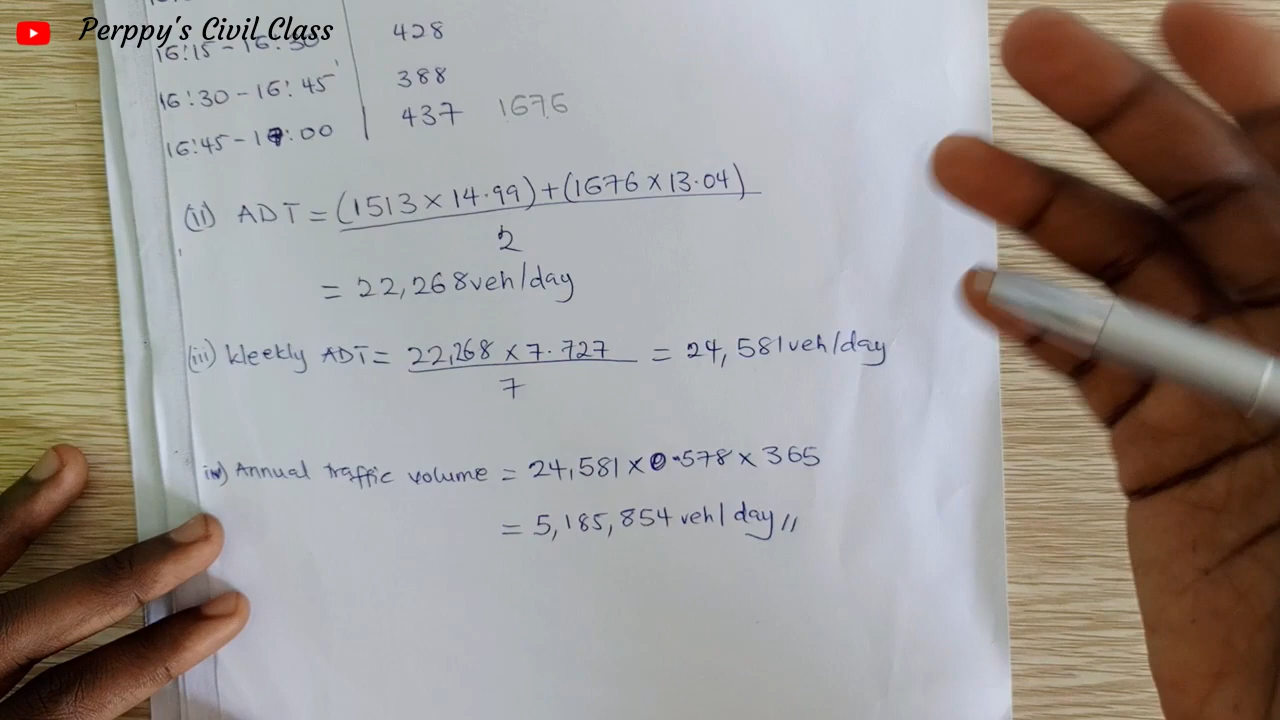 Perppy's Civil Class
16:15 - 16:30 428
16:30 - 16:45 388
16:45 - 17:00 437 1676
(ii) ADT = (1513 × 14.99) + (1676 × 13.04)
2
= 22,268 veh/day
(iii) Weekly ADT = 22,268 × 7.727 = 24,581 veh/day
7
iv) Annual traffic volume = 24,581 × 0.578 × 365
= 5,185,854 veh/day //